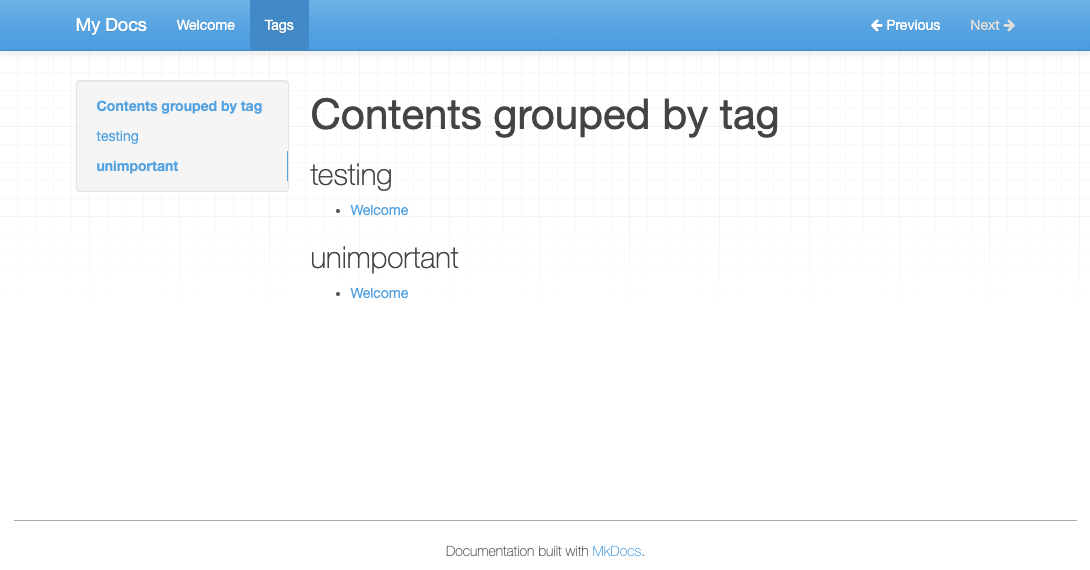 My Docs Welcome Tags Previous Next
Contents grouped by tag
testing
unimportant
Contents grouped by tag
testing
• Welcome
unimportant
• Welcome
Documentation built with MkDocs.